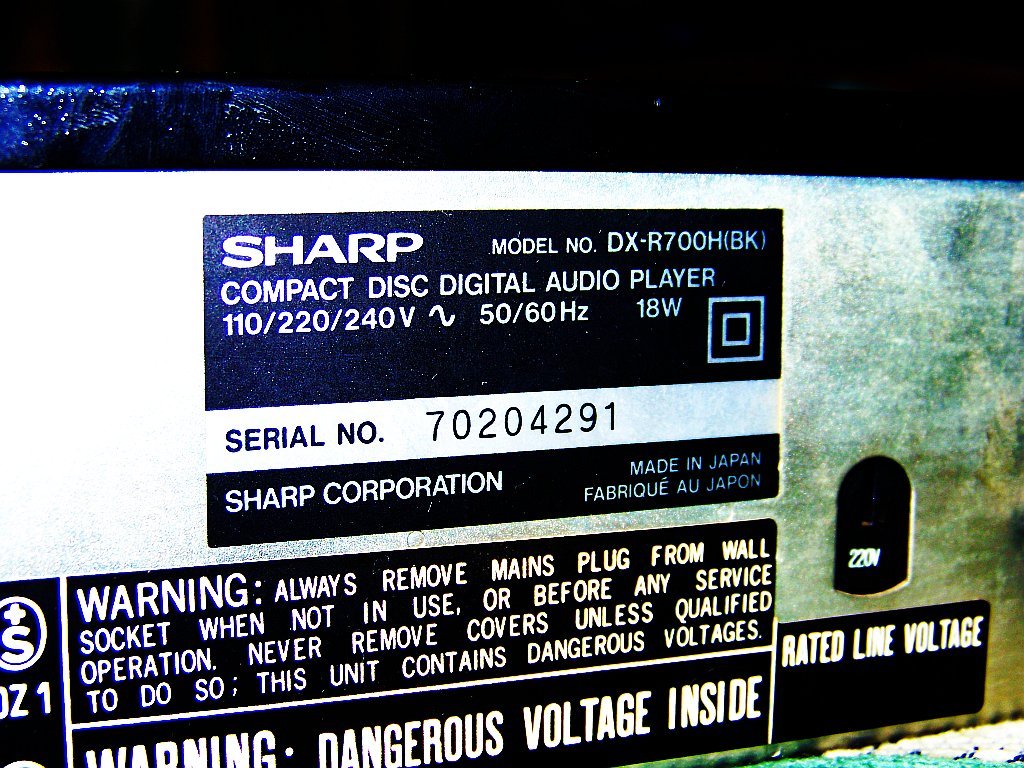 SHARP MODEL NO. DX-R700H(BK)
COMPACT DISC DIGITAL AUDIO PLAYER
110/220/240V ∿ 50/60Hz 18W
SERIAL NO. 70204291
SHARP CORPORATION
MADE IN JAPAN
FABRIQUÉ AU JAPON
220V
RATED LINE VOLTAGE
WARNING: ALWAYS REMOVE MAINS PLUG FROM WALL
SOCKET WHEN NOT IN USE, OR BEFORE ANY SERVICE
OPERATION. NEVER REMOVE COVERS UNLESS QUALIFIED
TO DO SO; THIS UNIT CONTAINS DANGEROUS VOLTAGES.
WARNING: DANGEROUS VOLTAGE INSIDE
+S
DZ 1